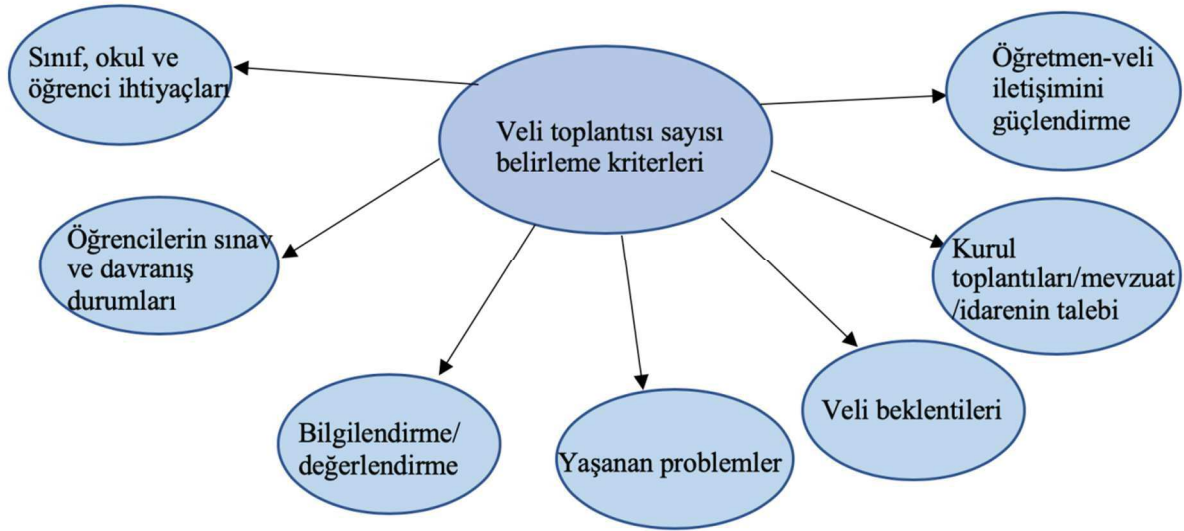 Sınıf, okul ve
öğrenci ihtiyaçları
Veli toplantısı sayısı
belirleme kriterleri
Öğretmen-veli
iletişimini
güçlendirme
Öğrencilerin sınav
ve davranış
durumları
Kurul
toplantıları/mevzuat
/idarenin talebi
Bilgilendirme/
değerlendirme
Yaşanan problemler
Veli beklentileri